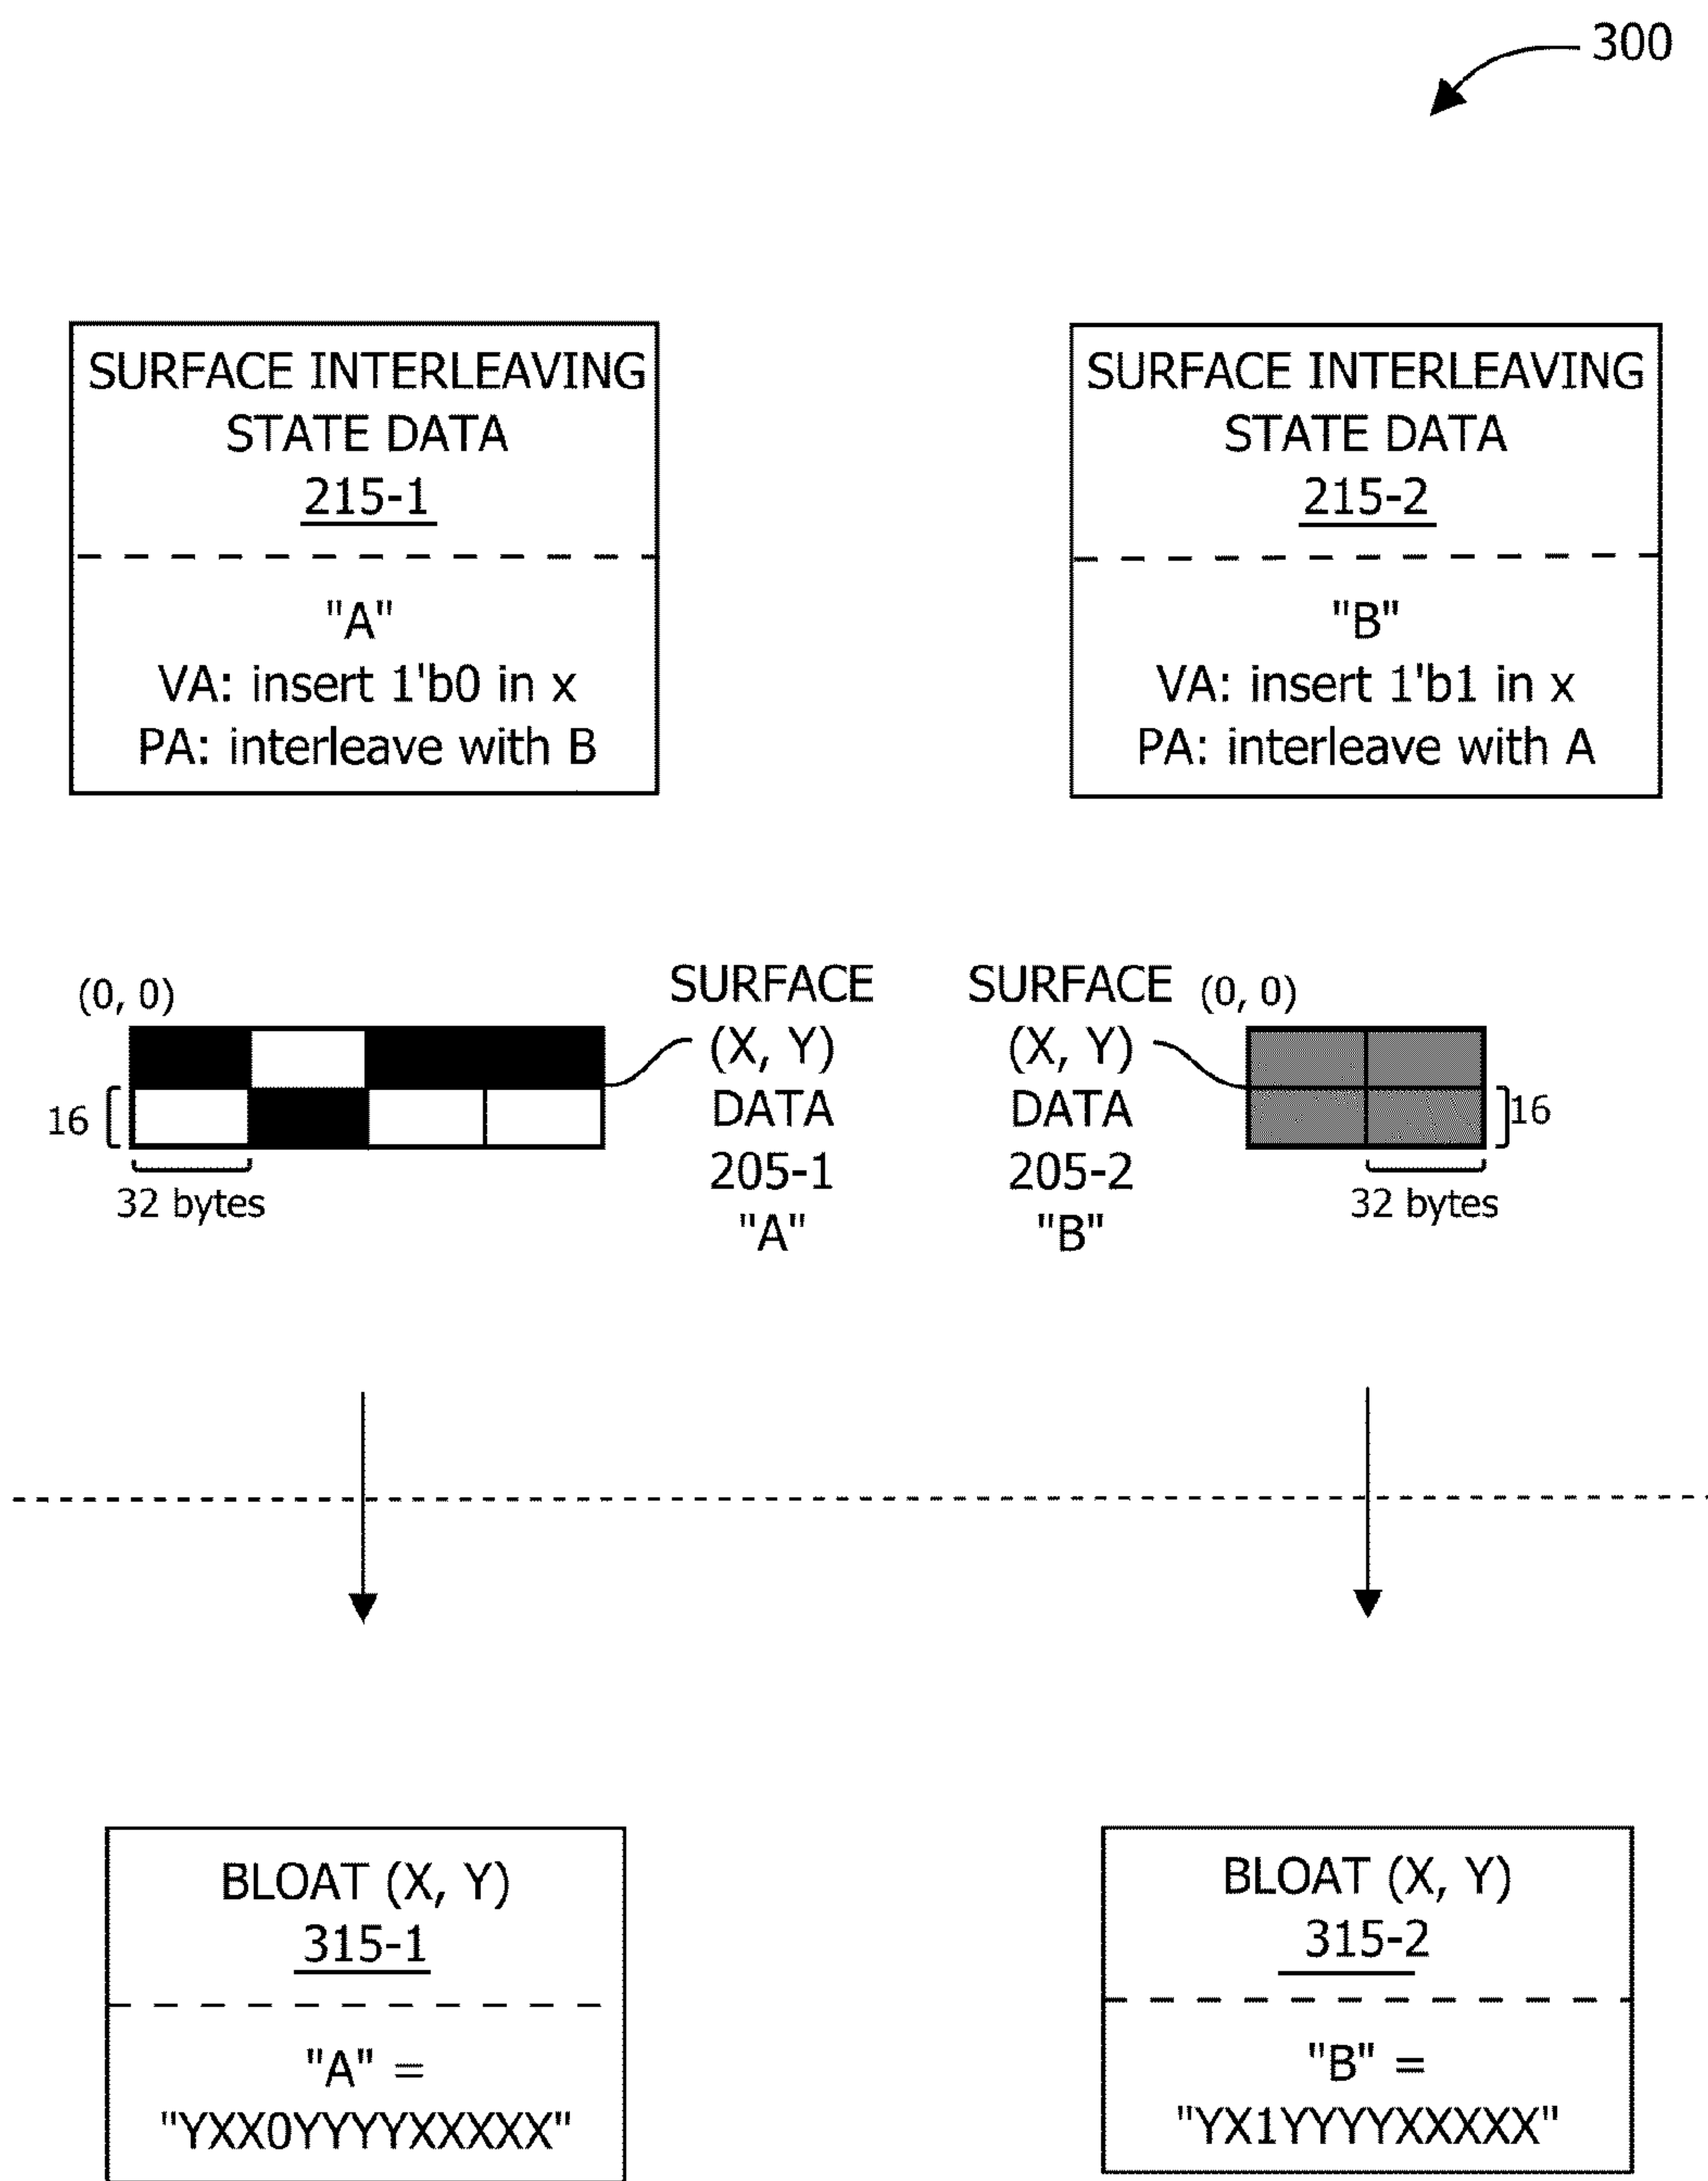 300
SURFACE INTERLEAVING
STATE DATA
215-1
"A"
VA: insert 1'b0 in x
PA: interleave with B
SURFACE INTERLEAVING
STATE DATA
215-2
"B"
VA: insert 1'b1 in x
PA: interleave with A
(0, 0)
16
32 bytes
SURFACE
(X, Y)
DATA
205-1
"A"
SURFACE
(X, Y)
DATA
205-2
"B"
(0, 0)
16
32 bytes
BLOAT (X, Y)
315-1
"A" =
"YXX0YYYYXXXXX"
BLOAT (X, Y)
315-2
"B" =
"YX1YYYYXXXXX"